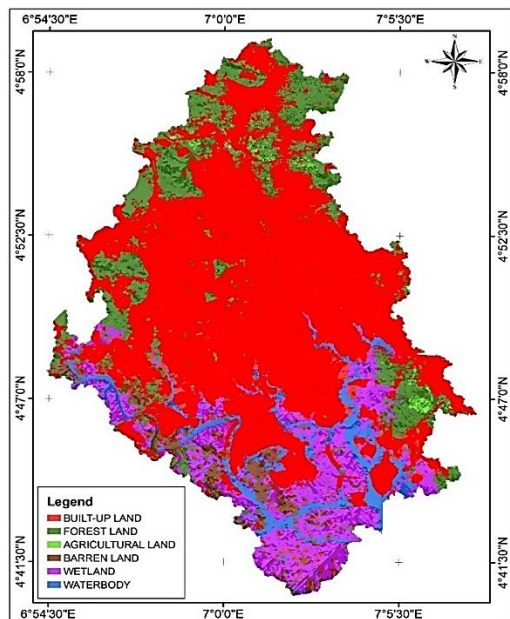 6°54'30"E 7°0'0"E 7°5'30"E
N
W E
S
4°58'0"N 4°58'0"N
4°52'30"N 4°52'30"N
4°47'0"N 4°47'0"N
4°41'30"N 4°41'30"N
Legend
BUILT-UP LAND
FOREST LAND
AGRICULTURAL LAND
BARREN LAND
WETLAND
WATERBODY
6°54'30"E 7°0'0"E 7°5'30"E